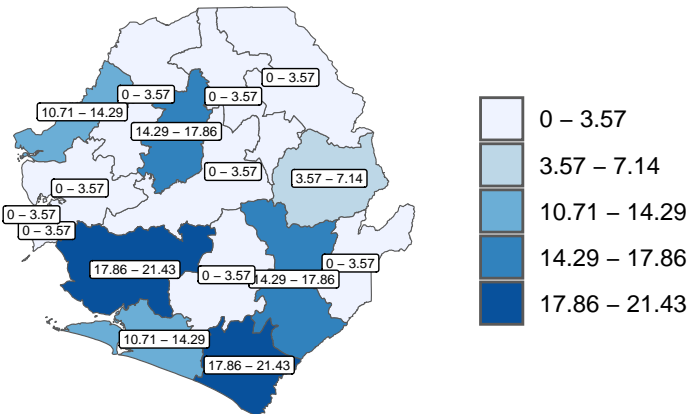 0 – 3.57
0 – 3.57
0 – 3.57
10.71 – 14.29
14.29 – 17.86
0 – 3.57
3.57 – 7.14
0 – 3.57
0 – 3.57
0 – 3.57
0 – 3.57
17.86 – 21.43
0 – 3.57
14.29 – 17.86
10.71 – 14.29
17.86 – 21.43
0 – 3.57
3.57 – 7.14
10.71 – 14.29
14.29 – 17.86
17.86 – 21.43